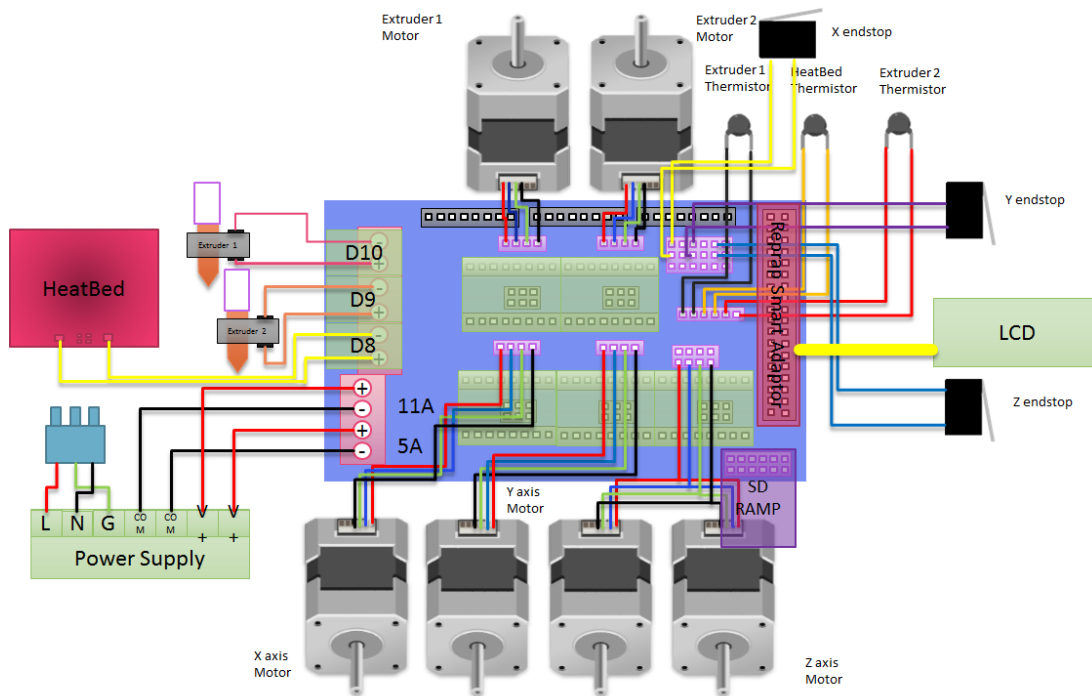 Extruder 1
Motor
Extruder 2
Motor
X endstop
Extruder 1
Thermistor
HeatBed
Thermistor
Extruder 2
Thermistor
Y endstop
Extruder 1
D10
HeatBed
D9
Extruder 2
D8
Reprap Smart Adaptor
LCD
11A
Z endstop
5A
SD
RAMP
Y axis
Motor
L
N
G
CO
M
CO
M
V
+
V
+
Power Supply
X axis
Motor
Z axis
Motor